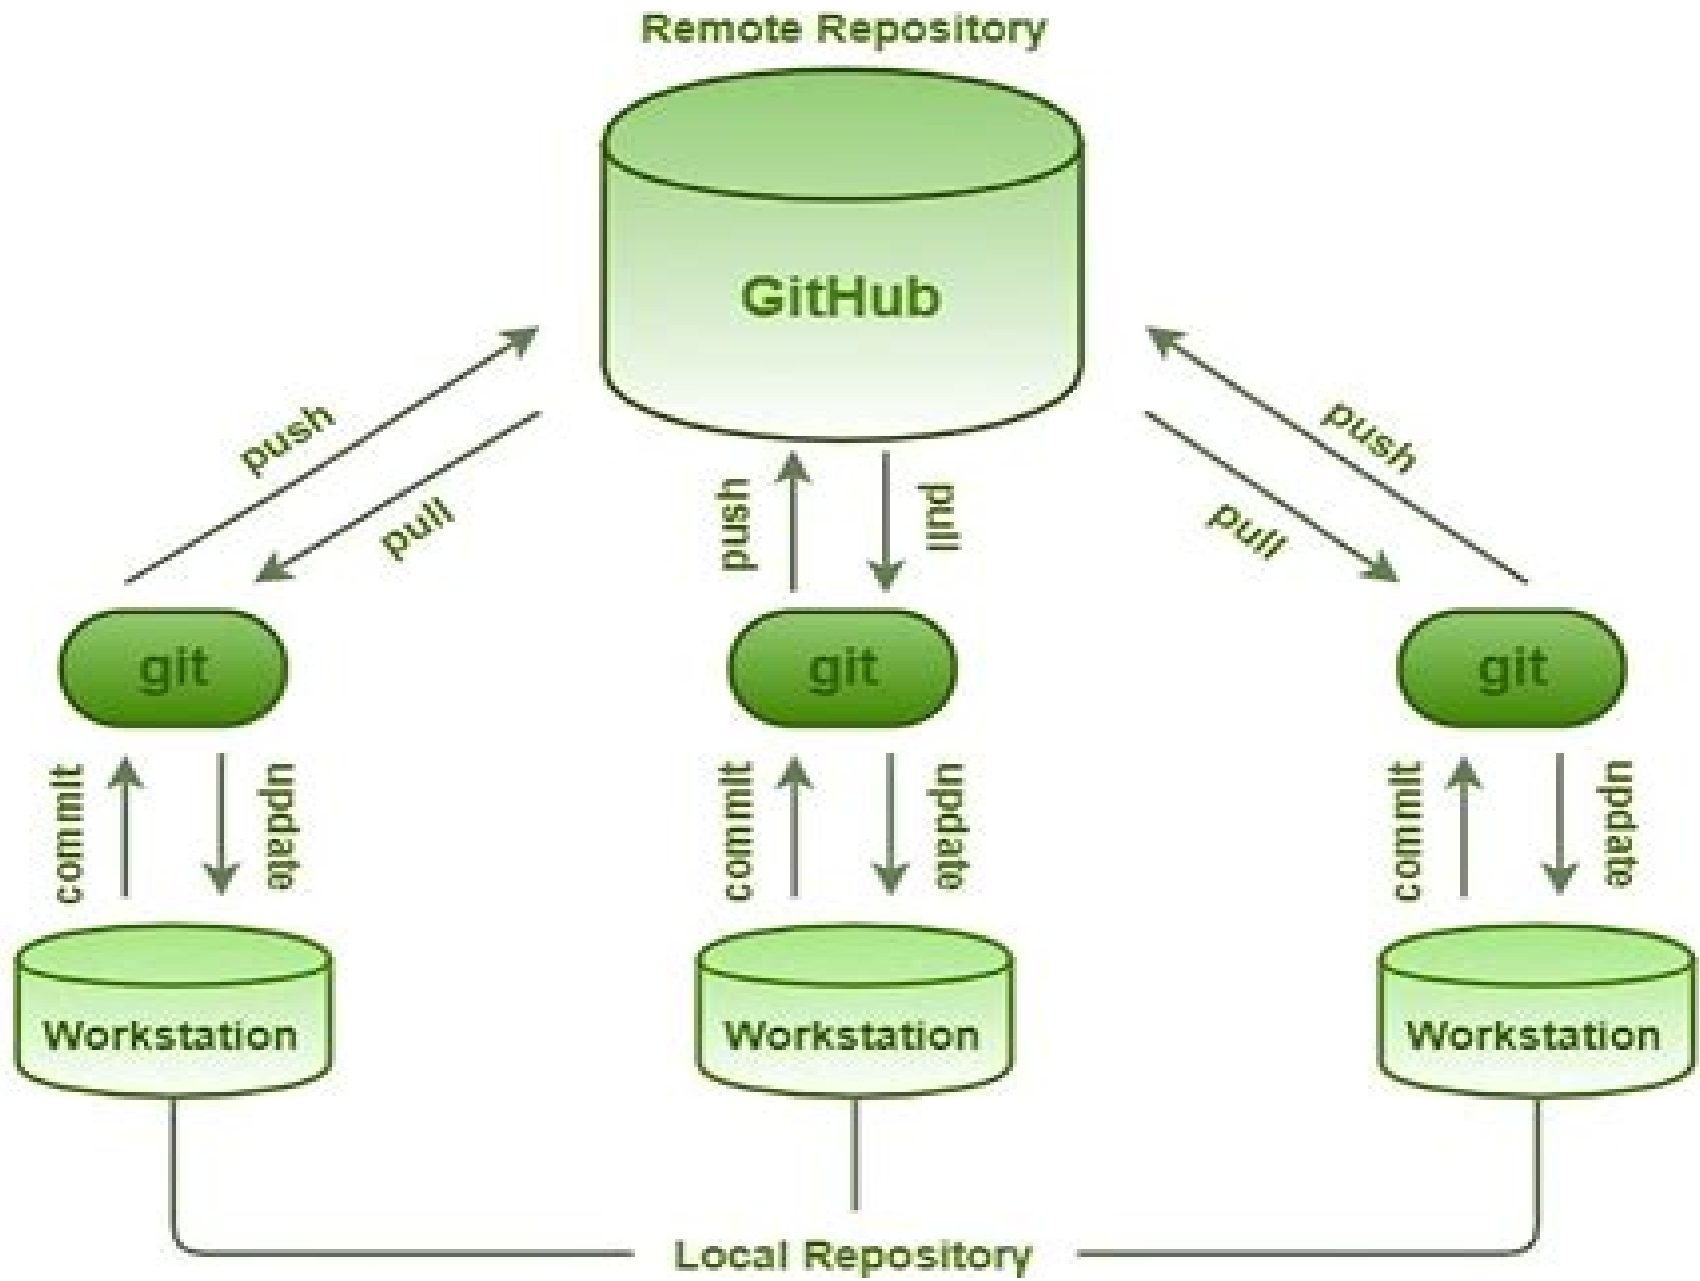 Remote Repository
GitHub
push
pull
push
pull
push
pull
git
git
git
commit
update
commit
update
commit
update
Workstation
Workstation
Workstation
Local Repository